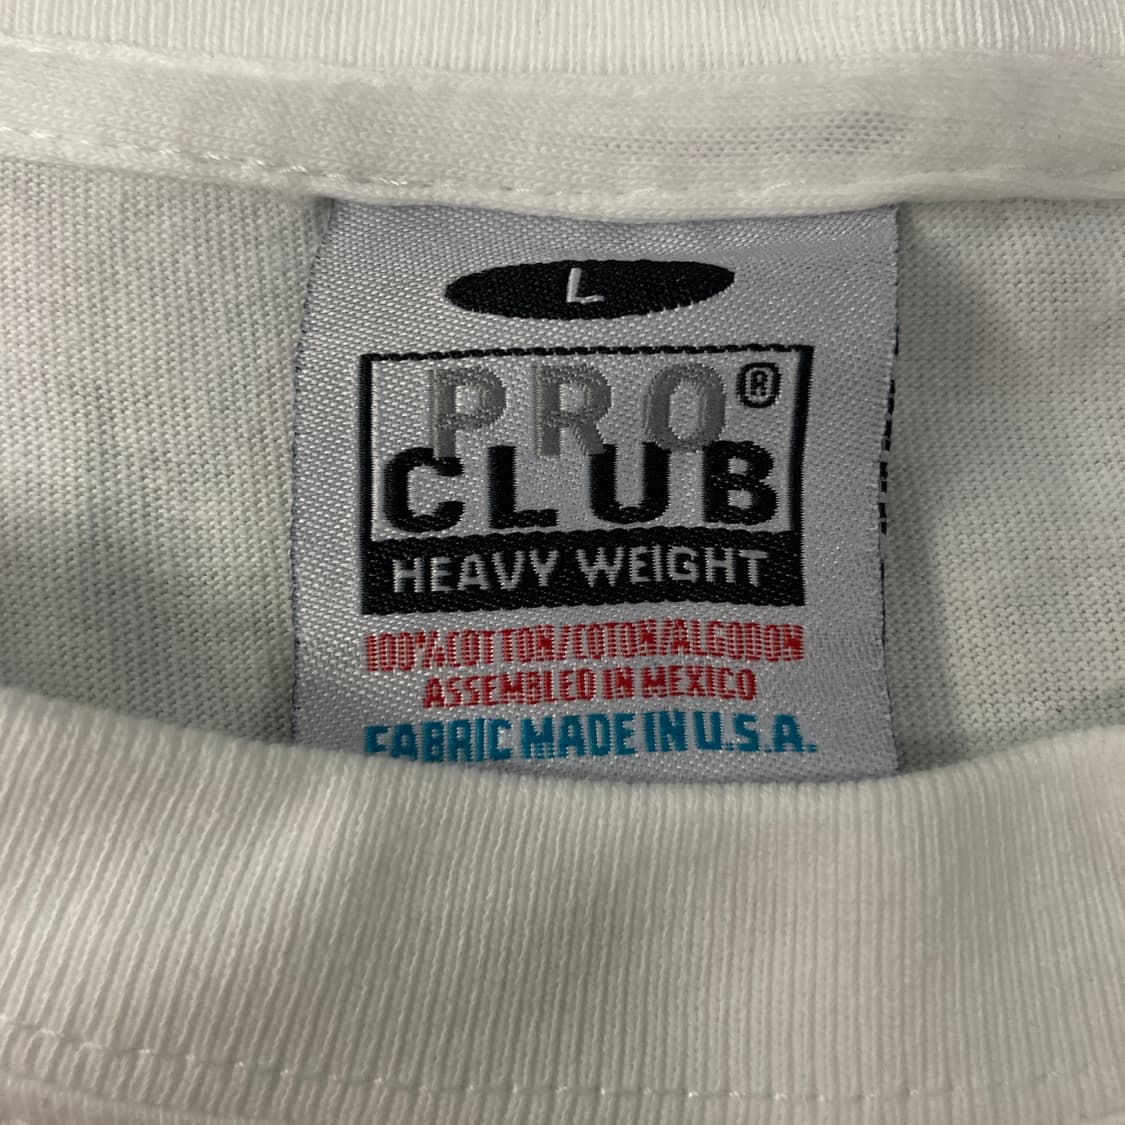 L
PRO®
CLUB
HEAVY WEIGHT
100% COTTON/COTON/ALGODON
ASSEMBLED IN MEXICO
FABRIC MADE IN U.S.A.